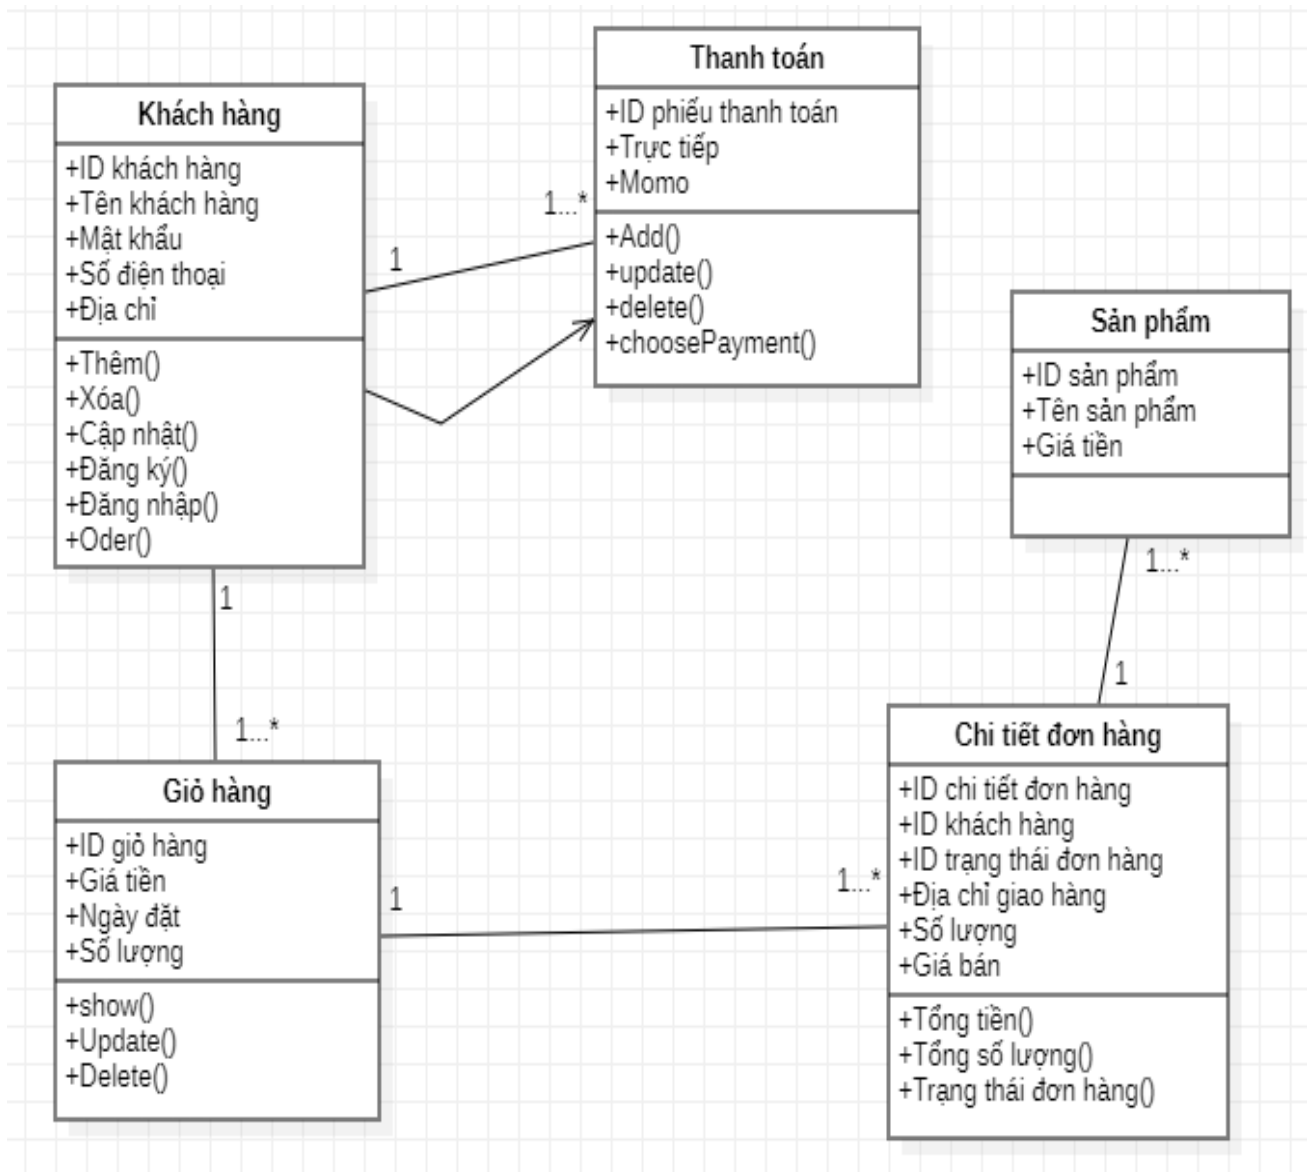 Khách hàng
+ID khách hàng
+Tên khách hàng
+Mật khẩu
+Số điện thoại
+Địa chỉ
+Thêm()
+Xóa()
+Cập nhật()
+Đăng ký()
+Đăng nhập()
+Oder()
1
1...*
Thanh toán
+ID phiếu thanh toán
+Trực tiếp
+Momo
+Add()
+update()
+delete()
+choosePayment()
Sản phẩm
+ID sản phẩm
+Tên sản phẩm
+Giá tiền
1...*
1
1
1...*
Giỏ hàng
+ID giỏ hàng
+Giá tiền
+Ngày đặt
+Số lượng
+show()
+Update()
+Delete()
1
1...*
Chi tiết đơn hàng
+ID chi tiết đơn hàng
+ID khách hàng
+ID trạng thái đơn hàng
+Địa chỉ giao hàng
+Số lượng
+Giá bán
+Tổng tiền()
+Tổng số lượng()
+Trạng thái đơn hàng()